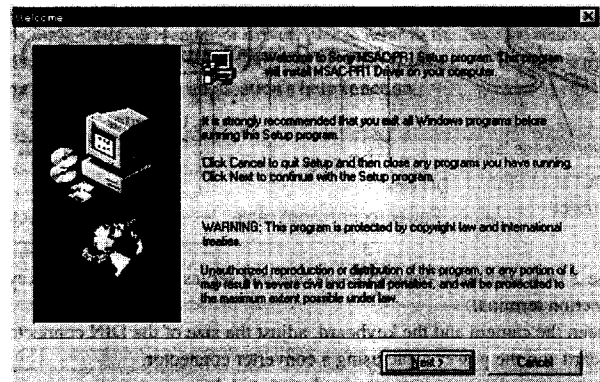 Welcome
Welcome to Sony MSAC-PR1 Setup program. This program
will install MSAC-PR1 Driver on your computer.
It is strongly recommended that you exit all Windows programs before
running this Setup program.
Click Cancel to quit Setup and then close any programs you have running.
Click Next to continue with the Setup program.
WARNING: This program is protected by copyright law and international
treaties.
Unauthorized reproduction or distribution of this program, or any portion of it,
may result in severe civil and criminal penalties, and will be prosecuted to
the maximum extent possible under law.
Next >
Cancel